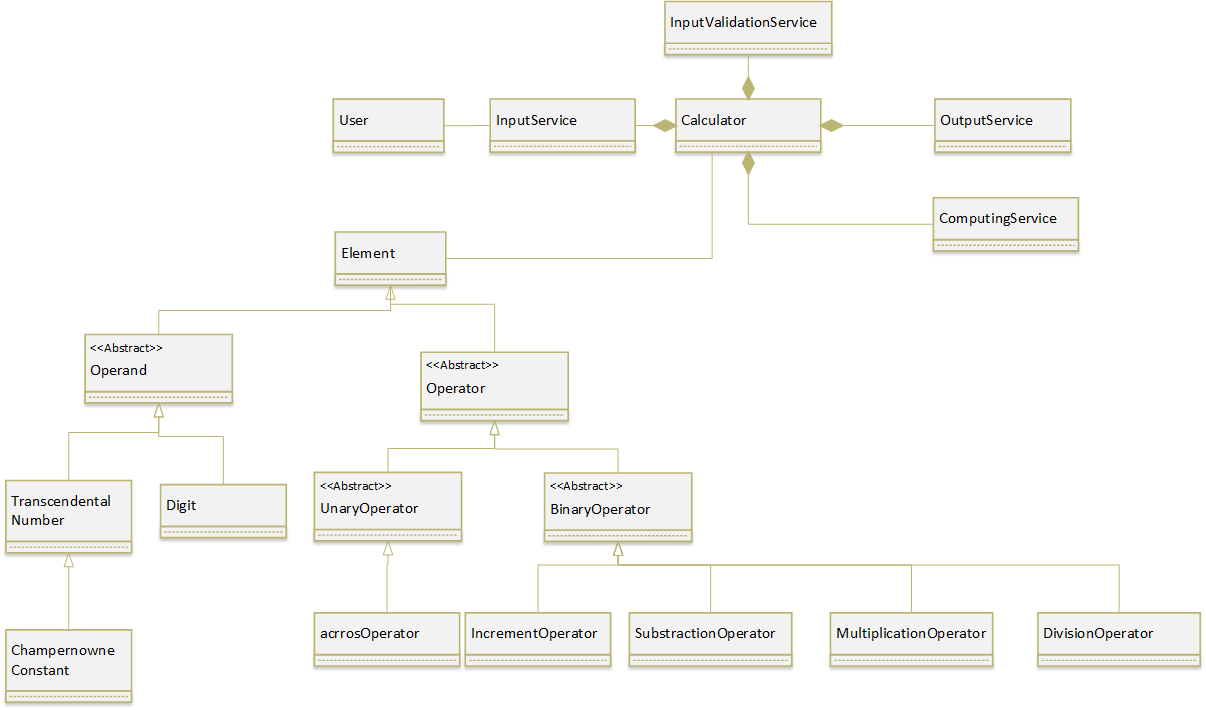 InputValidationService
User
InputService
Calculator
OutputService
ComputingService
Element
<<Abstract>>
Operand
<<Abstract>>
Operator
Transcendental
Number
Digit
<<Abstract>>
UnaryOperator
<<Abstract>>
BinaryOperator
acrrosOperator
IncrementOperator
SubstractionOperator
MultiplicationOperator
DivisionOperator
Champernowne
Constant